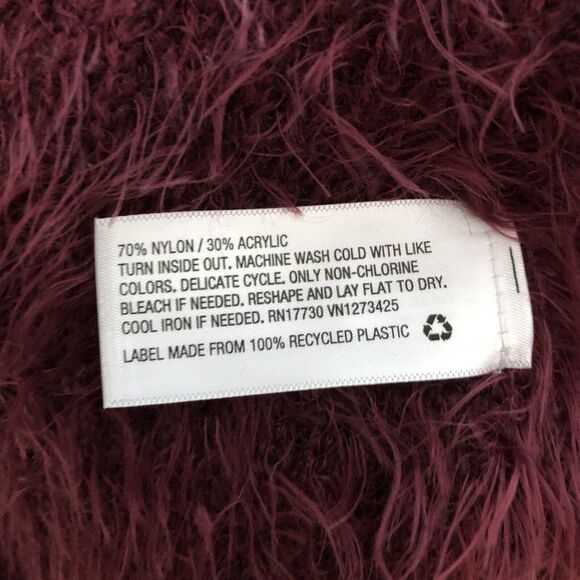 70% NYLON / 30% ACRYLIC
TURN INSIDE OUT. MACHINE WASH COLD WITH LIKE
COLORS. DELICATE CYCLE. ONLY NON-CHLORINE
BLEACH IF NEEDED. RESHAPE AND LAY FLAT TO DRY.
COOL IRON IF NEEDED. RN17730 VN1273425
LABEL MADE FROM 100% RECYCLED PLASTIC